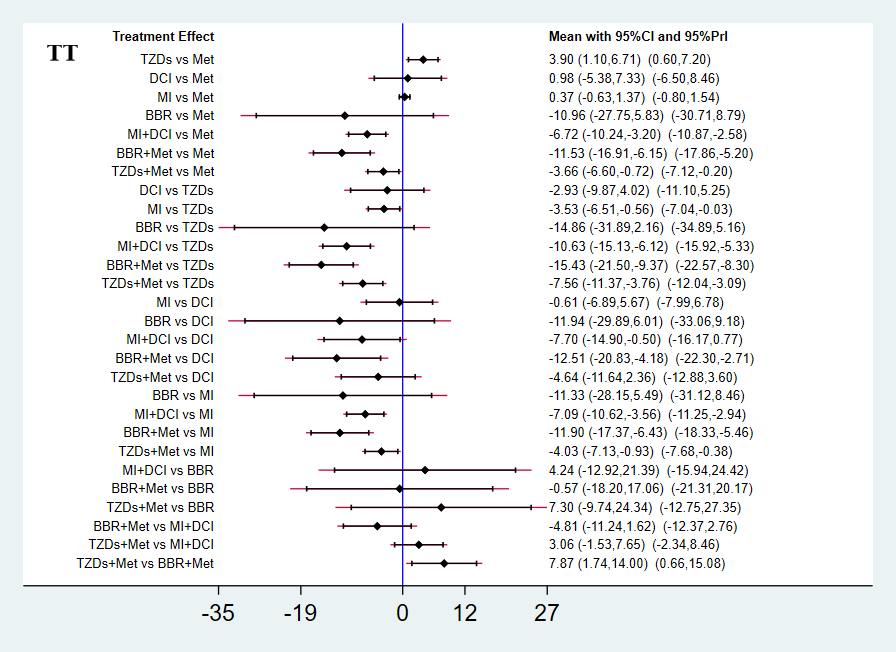 TT
Treatment Effect Mean with 95%CI and 95%PrI
TZDs vs Met 3.90 (1.10,6.71) (0.60,7.20)
DCI vs Met 0.98 (-5.38,7.33) (-6.50,8.46)
MI vs Met 0.37 (-0.63,1.37) (-0.80,1.54)
BBR vs Met -10.96 (-27.75,5.83) (-30.71,8.79)
MI+DCI vs Met -6.72 (-10.24,-3.20) (-10.87,-2.58)
BBR+Met vs Met -11.53 (-16.91,-6.15) (-17.86,-5.20)
TZDs+Met vs Met -3.66 (-6.60,-0.72) (-7.12,-0.20)
DCI vs TZDs -2.93 (-9.87,4.02) (-11.10,5.25)
MI vs TZDs -3.53 (-6.51,-0.56) (-7.04,-0.03)
BBR vs TZDs -14.86 (-31.89,2.16) (-34.89,5.16)
MI+DCI vs TZDs -10.63 (-15.13,-6.12) (-15.92,-5.33)
BBR+Met vs TZDs -15.43 (-21.50,-9.37) (-22.57,-8.30)
TZDs+Met vs TZDs -7.56 (-11.37,-3.76) (-12.04,-3.09)
MI vs DCI -0.61 (-6.89,5.67) (-7.99,6.78)
BBR vs DCI -11.94 (-29.89,6.01) (-33.06,9.18)
MI+DCI vs DCI -7.70 (-14.90,-0.50) (-16.17,0.77)
BBR+Met vs DCI -12.51 (-20.83,-4.18) (-22.30,-2.71)
TZDs+Met vs DCI -4.64 (-11.64,2.36) (-12.88,3.60)
BBR vs MI -11.33 (-28.15,5.49) (-31.12,8.46)
MI+DCI vs MI -7.09 (-10.62,-3.56) (-11.25,-2.94)
BBR+Met vs MI -11.90 (-17.37,-6.43) (-18.33,-5.46)
TZDs+Met vs MI -4.03 (-7.13,-0.93) (-7.68,-0.38)
MI+DCI vs BBR 4.24 (-12.92,21.39) (-15.94,24.42)
BBR+Met vs BBR -0.57 (-18.20,17.06) (-21.31,20.17)
TZDs+Met vs BBR 7.30 (-9.74,24.34) (-12.75,27.35)
BBR+Met vs MI+DCI -4.81 (-11.24,1.62) (-12.37,2.76)
TZDs+Met vs MI+DCI 3.06 (-1.53,7.65) (-2.34,8.46)
TZDs+Met vs BBR+Met 7.87 (1.74,14.00) (0.66,15.08)
-35 -19 0 12 27